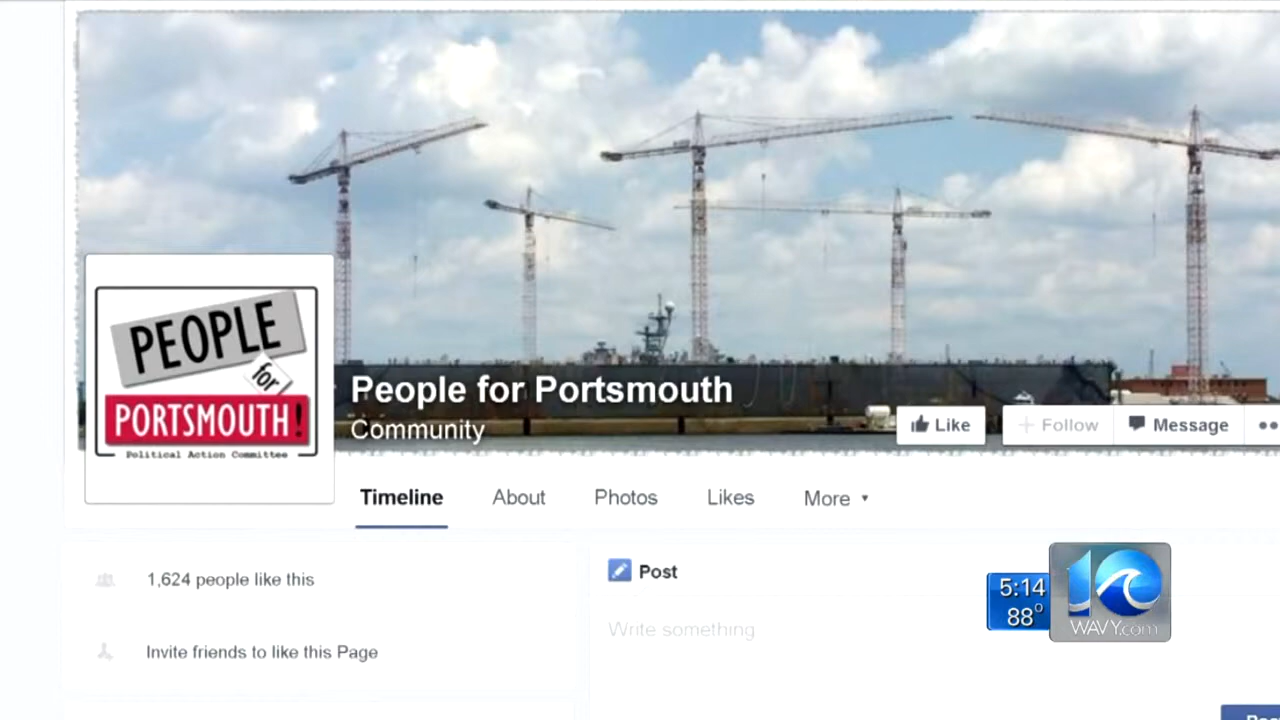 PEOPLE
for
PORTSMOUTH!
Political Action Committee
People for Portsmouth
Community
Like
+ Follow
Message
Timeline
About
Photos
Likes
More
1,624 people like this
Invite friends to like this Page
Post
Write something
5:14
88°
10
WAVY.com